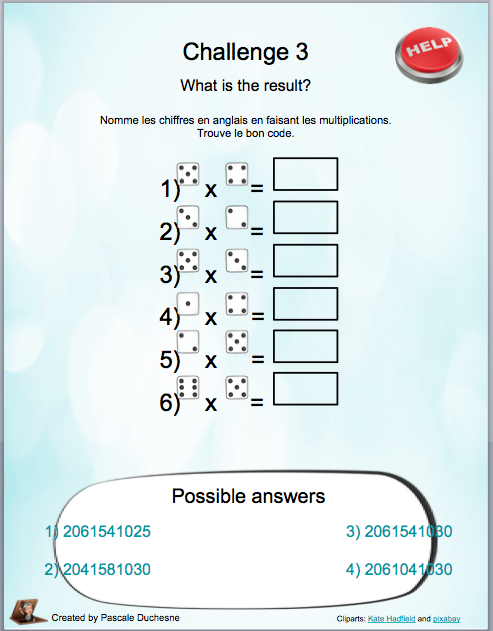 Challenge 3
HELP
What is the result?
Nomme les chiffres en anglais en faisant les multiplications.
Trouve le bon code.
1) x =
2) x =
3) x =
4) x =
5) x =
6) x =
Possible answers
1) 2061541025
3) 2061541030
2) 2041581030
4) 2061041030
Created by Pascale Duchesne
Cliparts: Kate Hadfield and pixabay